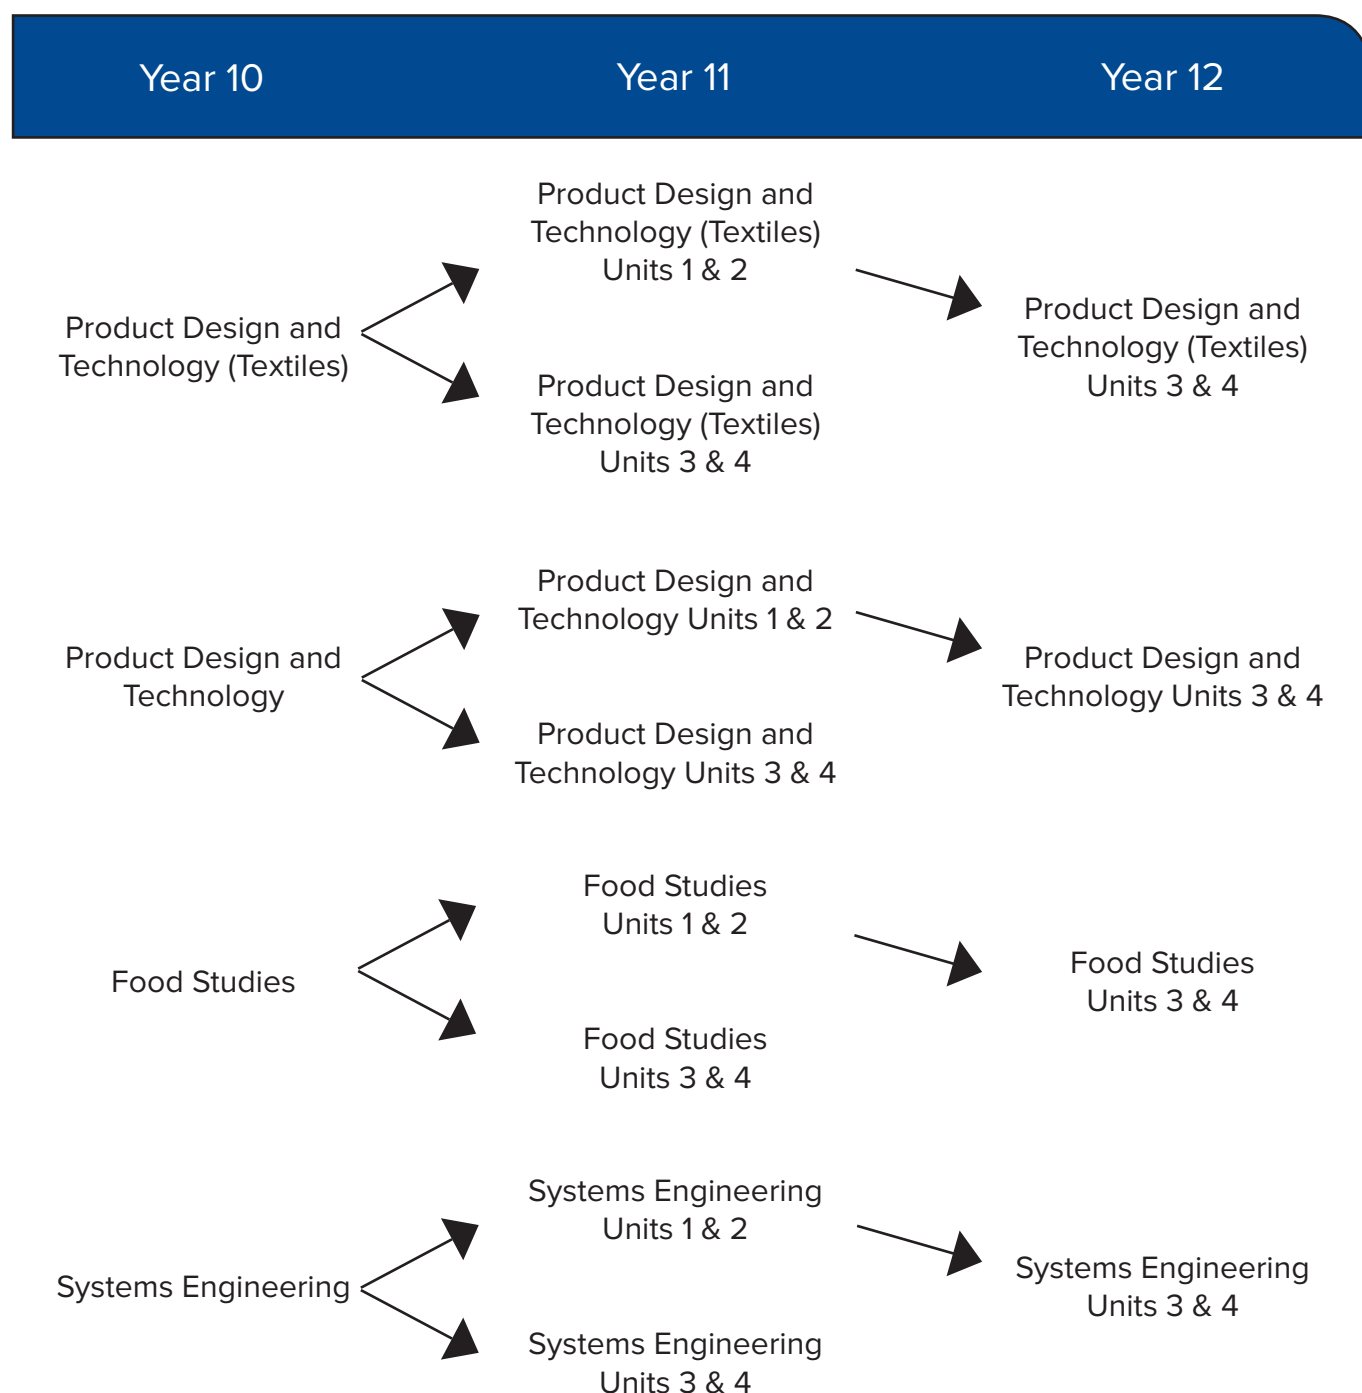 Year 10
Year 11
Year 12
Product Design and
Technology (Textiles)
Product Design and
Technology (Textiles)
Units 1 & 2
Product Design and
Technology (Textiles)
Units 3 & 4
Product Design and
Technology (Textiles)
Units 3 & 4
Product Design and
Technology
Product Design and
Technology Units 1 & 2
Product Design and
Technology Units 3 & 4
Product Design and
Technology Units 3 & 4
Food Studies
Food Studies
Units 1 & 2
Food Studies
Units 3 & 4
Food Studies
Units 3 & 4
Systems Engineering
Systems Engineering
Units 1 & 2
Systems Engineering
Units 3 & 4
Systems Engineering
Units 3 & 4